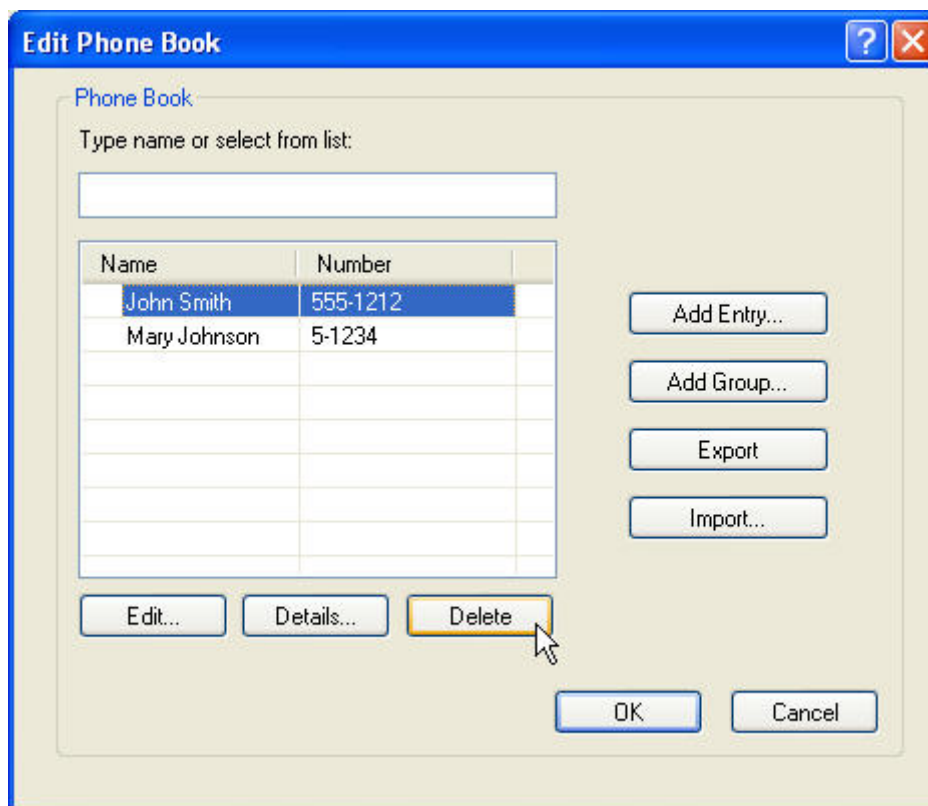 Edit Phone Book
Phone Book
Type name or select from list:
Name Number
John Smith 555-1212
Mary Johnson 5-1234
Add Entry...
Add Group...
Export
Import...
Edit... Details... Delete
OK Cancel